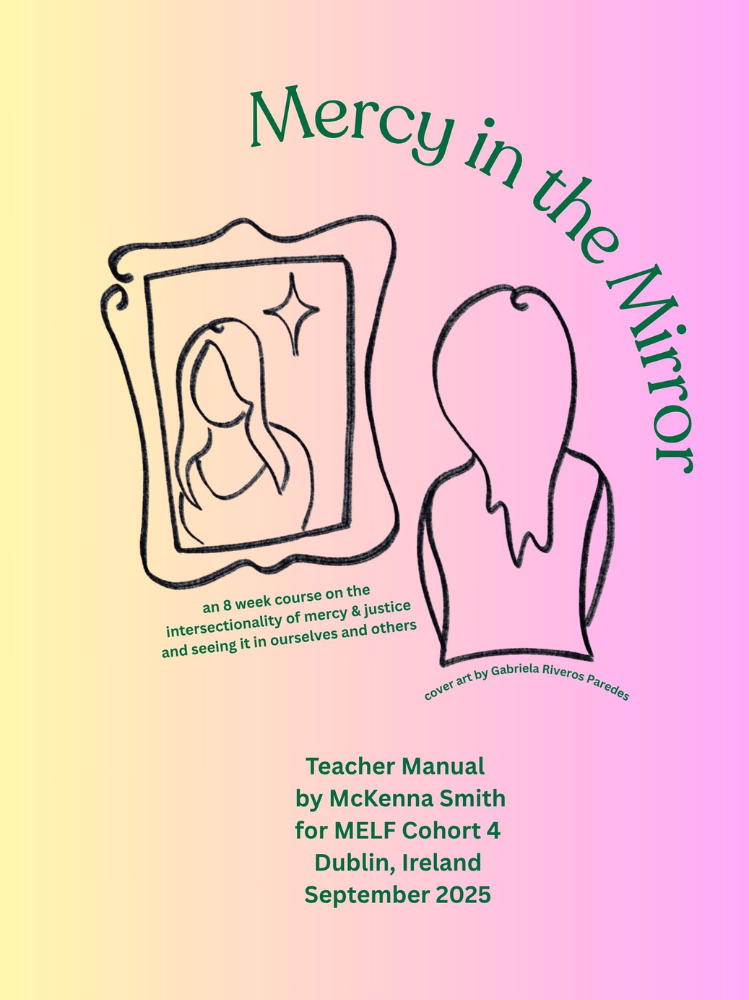 Mercy in the Mirror
an 8 week course on the
intersectionality of mercy & justice
and seeing it in ourselves and others
cover art by Gabriela Riveros Paredes
Teacher Manual
by McKenna Smith
for MELF Cohort 4
Dublin, Ireland
September 2025